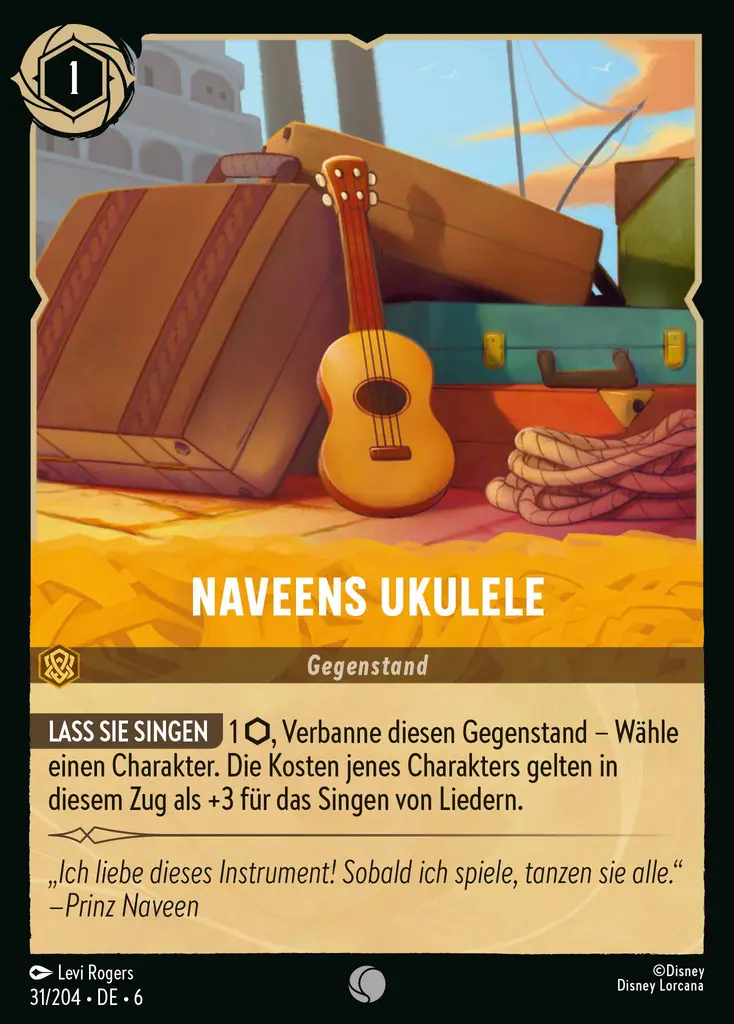 1
NAVEENS UKULELE
Gegenstand
LASS SIE SINGEN 1 ⬡, Verbanne diesen Gegenstand – Wähle
einen Charakter. Die Kosten jenes Charakters gelten in
diesem Zug als +3 für das Singen von Liedern.
„Ich liebe dieses Instrument! Sobald ich spiele, tanzen sie alle.“
—Prinz Naveen
Levi Rogers
31/204 • DE • 6
©Disney
Disney Lorcana